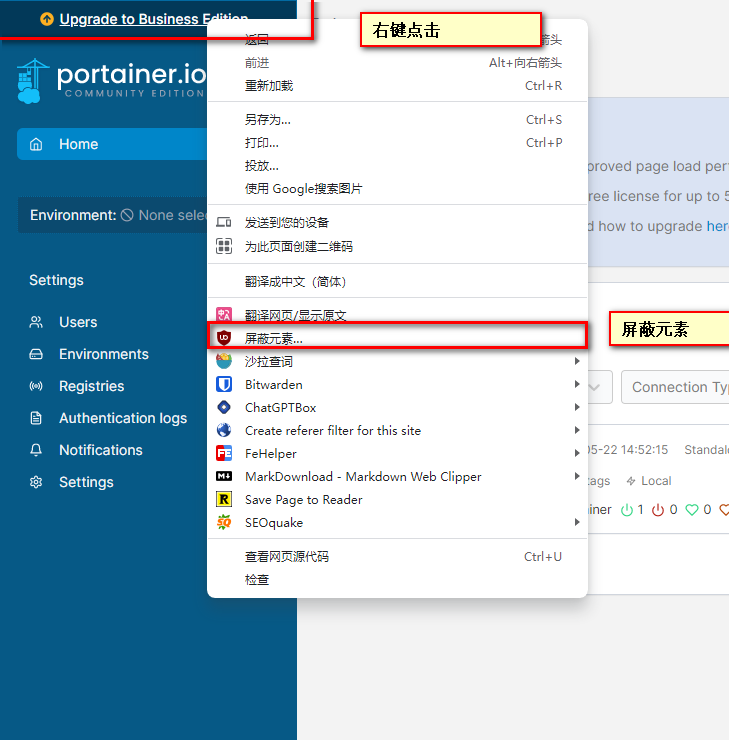 Upgrade to Business Edition
右键点击
返回 箭头
portainer.io
COMMUNITY EDITION
前进 Alt+向右箭头
重新加载 Ctrl+R
另存为... Ctrl+S
Home
打印... Ctrl+P
投放...
proved page load per
使用 Google搜索图片
ree license for up to 5
Environment: None selec
发送到您的设备
d how to upgrade her
为此页面创建二维码
Settings
翻译成中文（简体）
翻译网页/显示原文
Users
屏蔽元素...
屏蔽元素
Environments
沙拉查词
Registries
Bitwarden
Connection Typ
ChatGPTBox
Authentication logs
Create referer filter for this site
Notifications
FeHelper
05-22 14:52:15 Standal
Settings
MarkDownload - Markdown Web Clipper
tags Local
Save Page to Reader
iner 1 0 0
SEOquake
查看网页源代码 Ctrl+U
检查